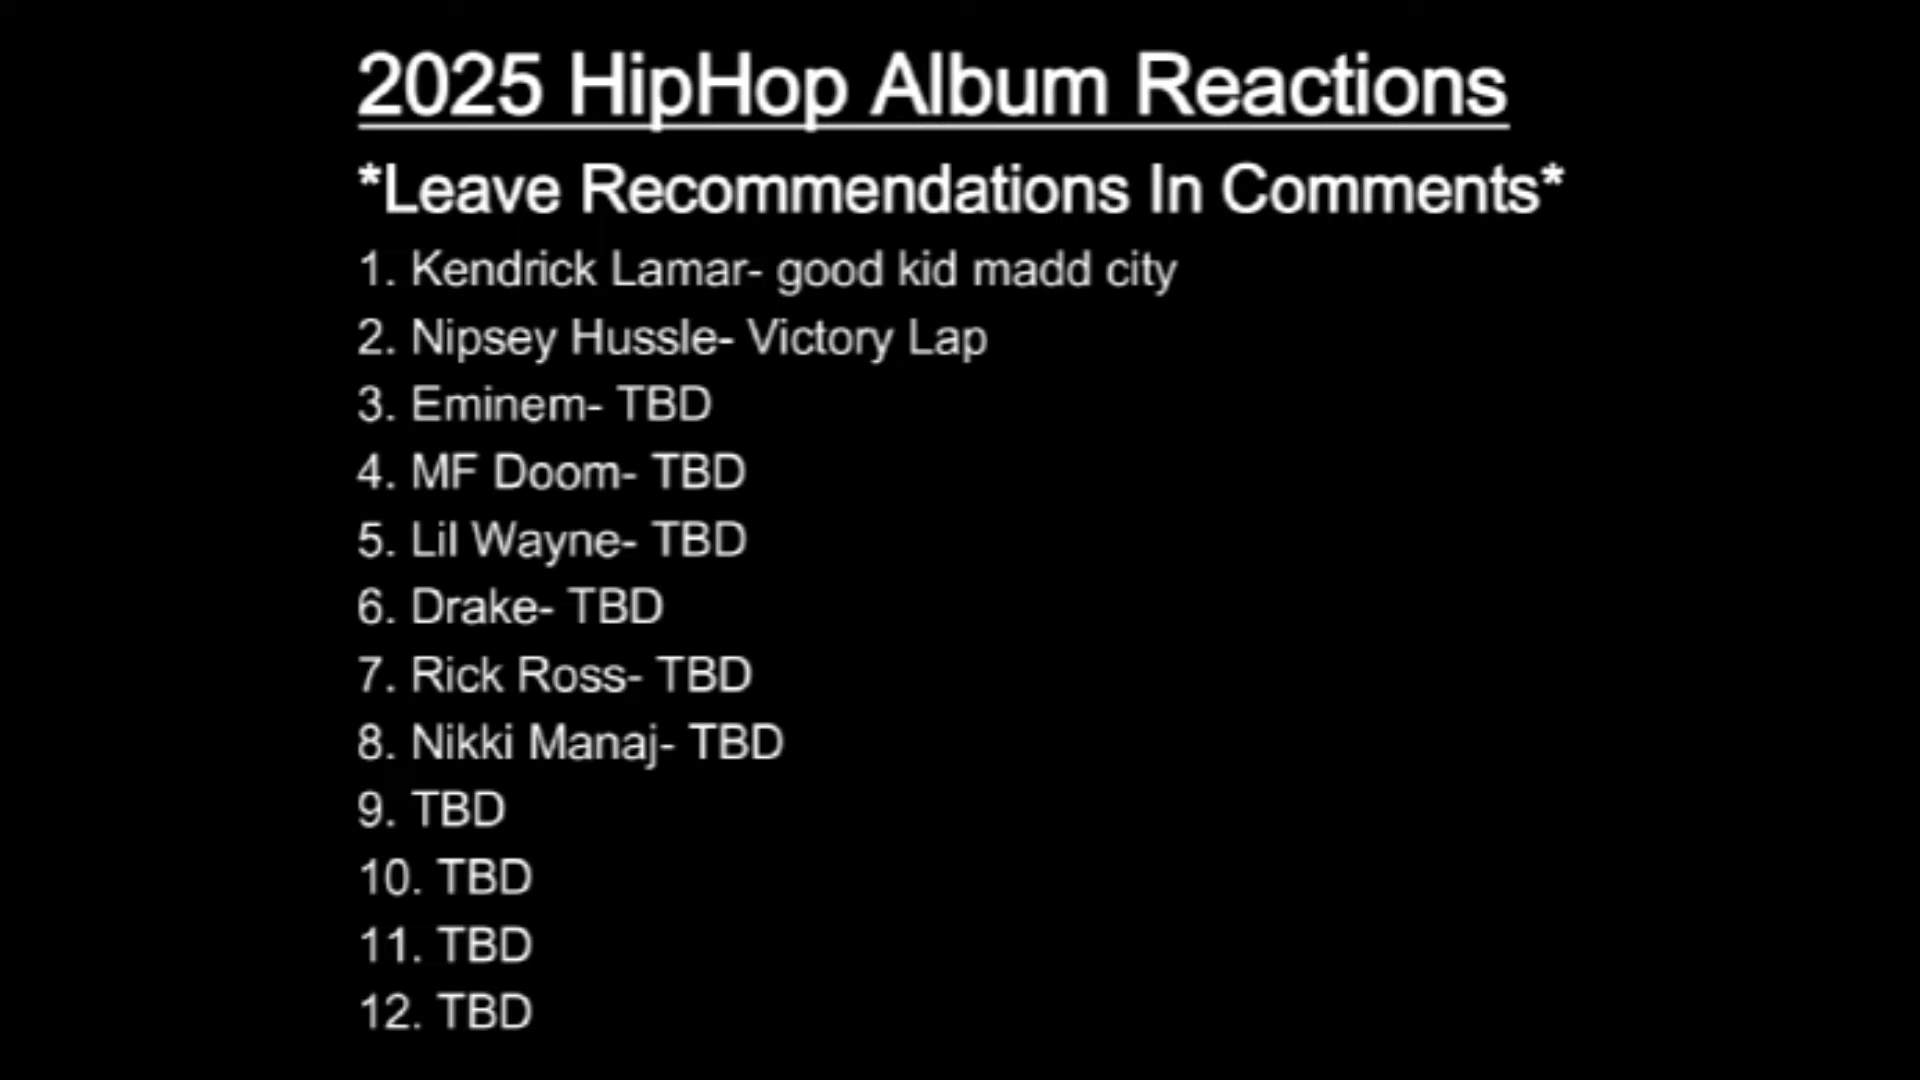 2025 HipHop Album Reactions
*Leave Recommendations In Comments*
1. Kendrick Lamar- good kid madd city
2. Nipsey Hussle- Victory Lap
3. Eminem- TBD
4. MF Doom- TBD
5. Lil Wayne- TBD
6. Drake- TBD
7. Rick Ross- TBD
8. Nikki Manaj- TBD
9. TBD
10. TBD
11. TBD
12. TBD